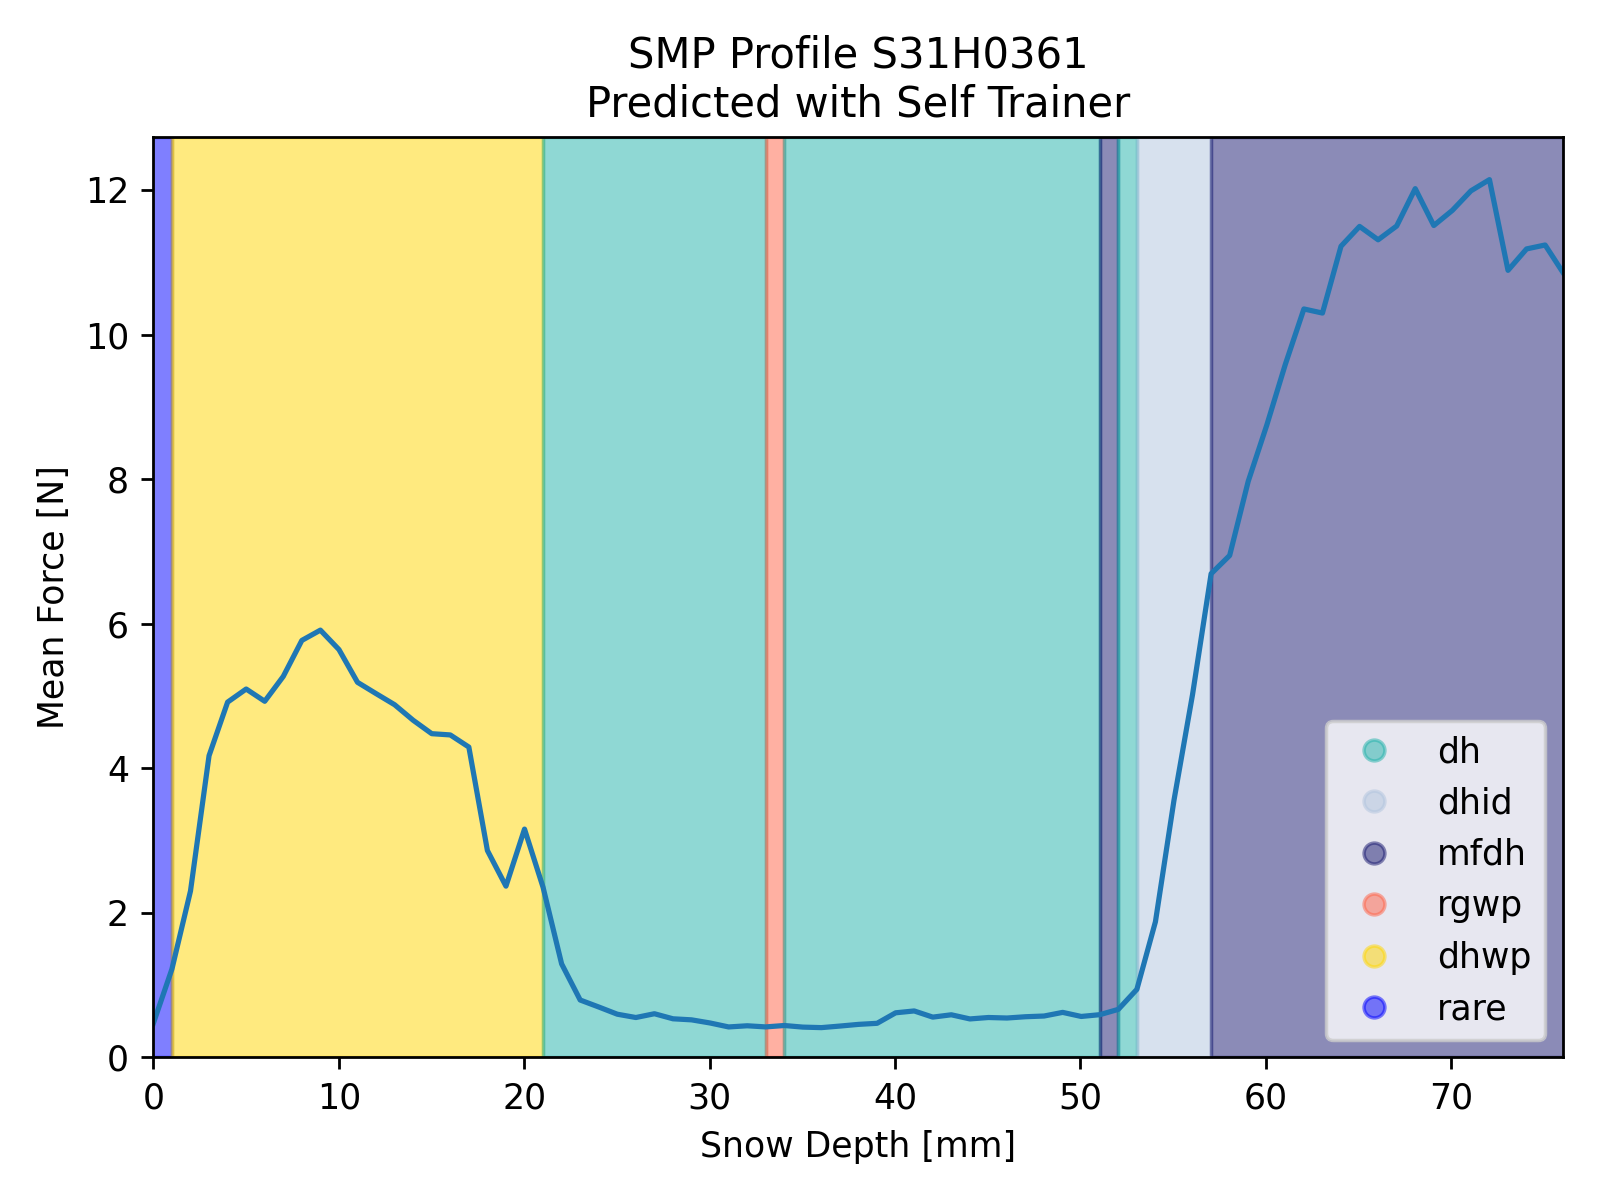 SMP Profile S31H0361
Predicted with Self Trainer
Mean Force [N]
12
10
8
6
4
2
0
0 10 20 30 40 50 60 70
Snow Depth [mm]
dh
dhid
mfdh
rgwp
dhwp
rare